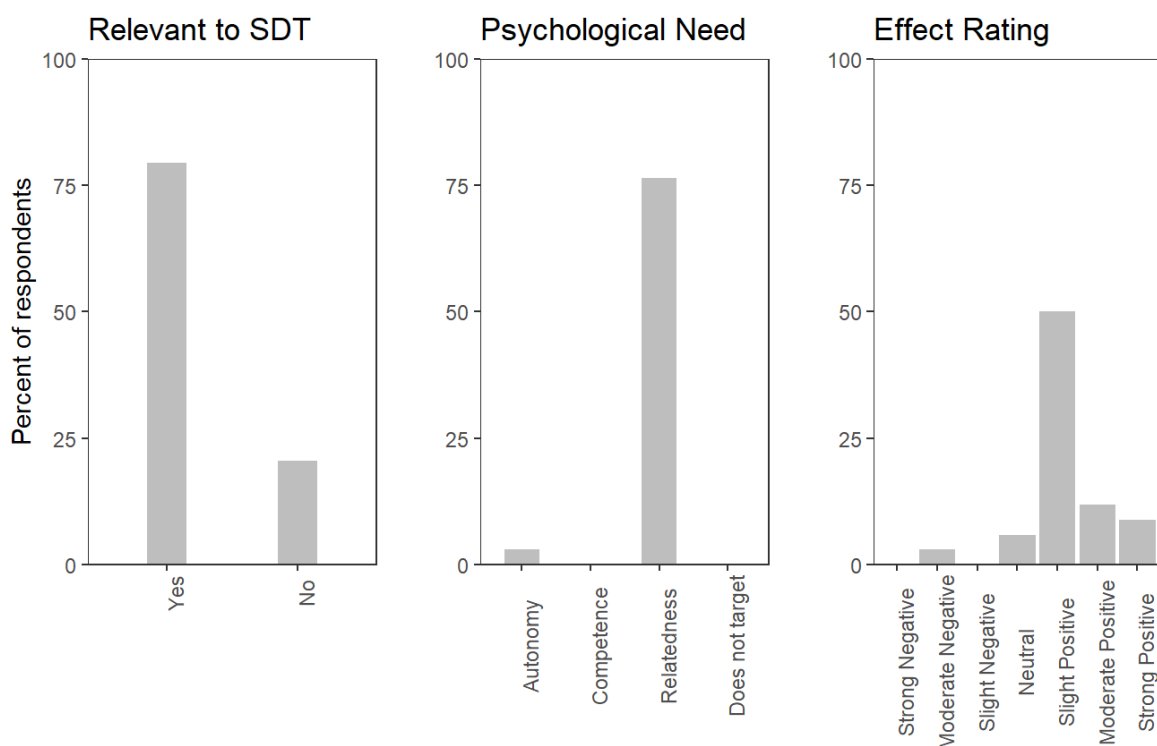 Relevant to SDT
Psychological Need
Effect Rating
Percent of respondents
100
75
50
25
0
Yes
No
100
75
50
25
0
Autonomy
Competence
Relatedness
Does not target
100
75
50
25
0
Strong Negative
Moderate Negative
Slight Negative
Neutral
Slight Positive
Moderate Positive
Strong Positive